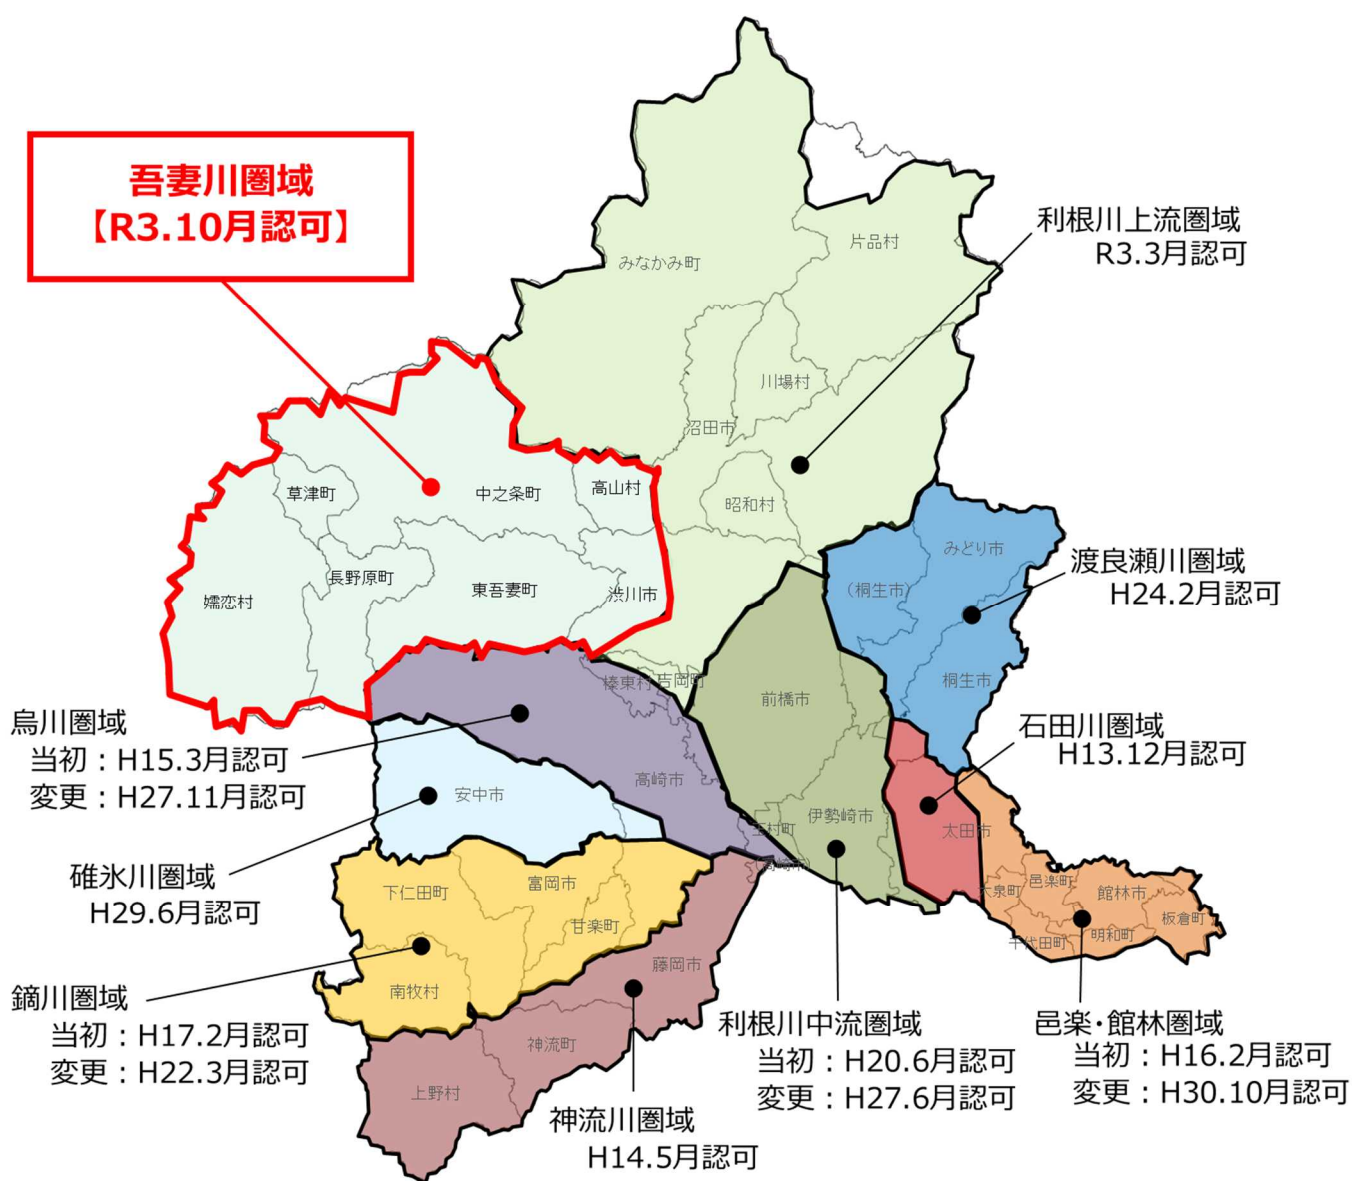 吾妻川圏域
【R3.10月認可】
利根川上流圏域
R3.3月認可
片品村
みなかみ町
川場村
沼田市
昭和村
草津町
中之条町
高山村
長野原町
東吾妻町
渋川市
嬬恋村
みどり市
(桐生市)
桐生市
渡良瀬川圏域
H24.2月認可
榛東村
吉岡町
前橋市
烏川圏域
当初：H15.3月認可
変更：H27.11月認可
石田川圏域
H13.12月認可
高崎市
安中市
玉村町
伊勢崎市
太田市
(高崎市)
碓氷川圏域
H29.6月認可
下仁田町
富岡市
甘楽町
南牧村
大泉町
邑楽町
館林市
板倉町
千代田町
明和町
藤岡市
神流町
上野村
鏑川圏域
当初：H17.2月認可
変更：H22.3月認可
利根川中流圏域
当初：H20.6月認可
変更：H27.6月認可
邑楽・館林圏域
当初：H16.2月認可
変更：H30.10月認可
神流川圏域
H14.5月認可